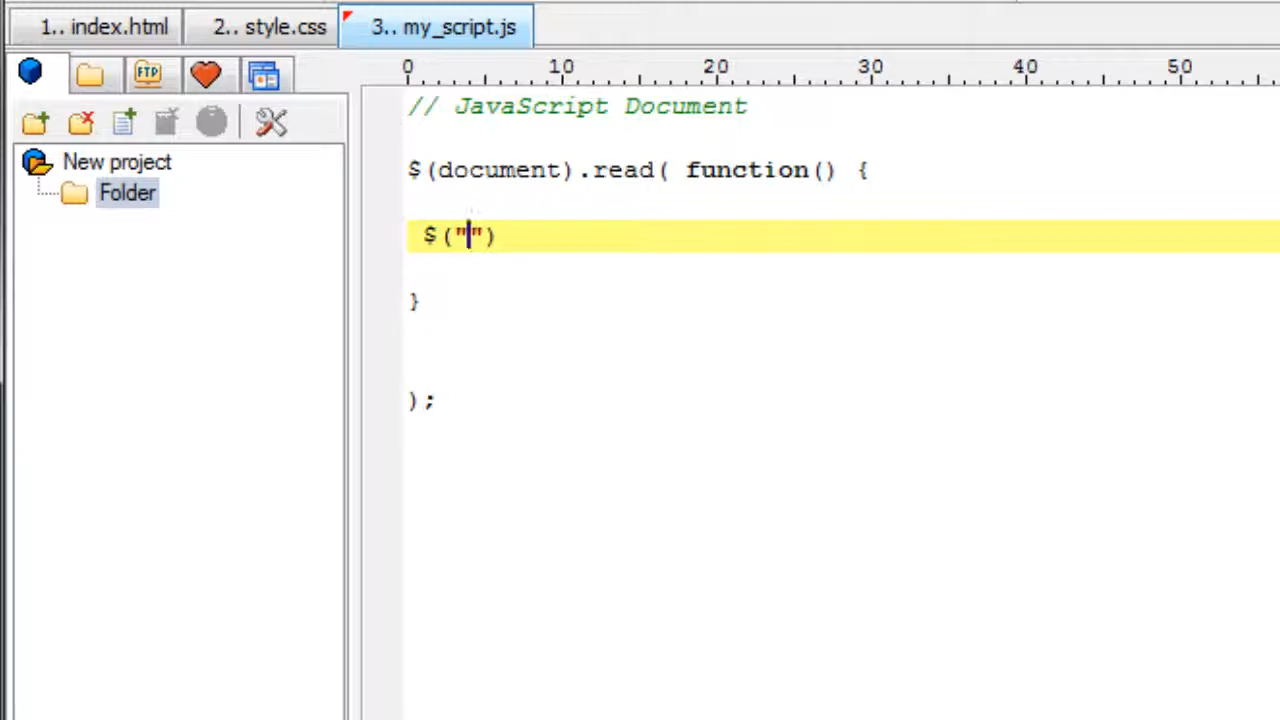 1.. index.html 2.. style.css 3.. my_script.js
FTP
0 10 20 30 40 50
New project
Folder
// JavaScript Document
$(document).read( function() {
$("")
}
);